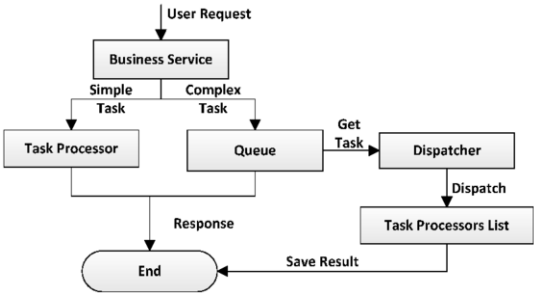 User Request
Business Service
Simple
Task
Complex
Task
Task Processor
Queue
Get
Task
Dispatcher
Dispatch
Task Processors List
Response
Save Result
End